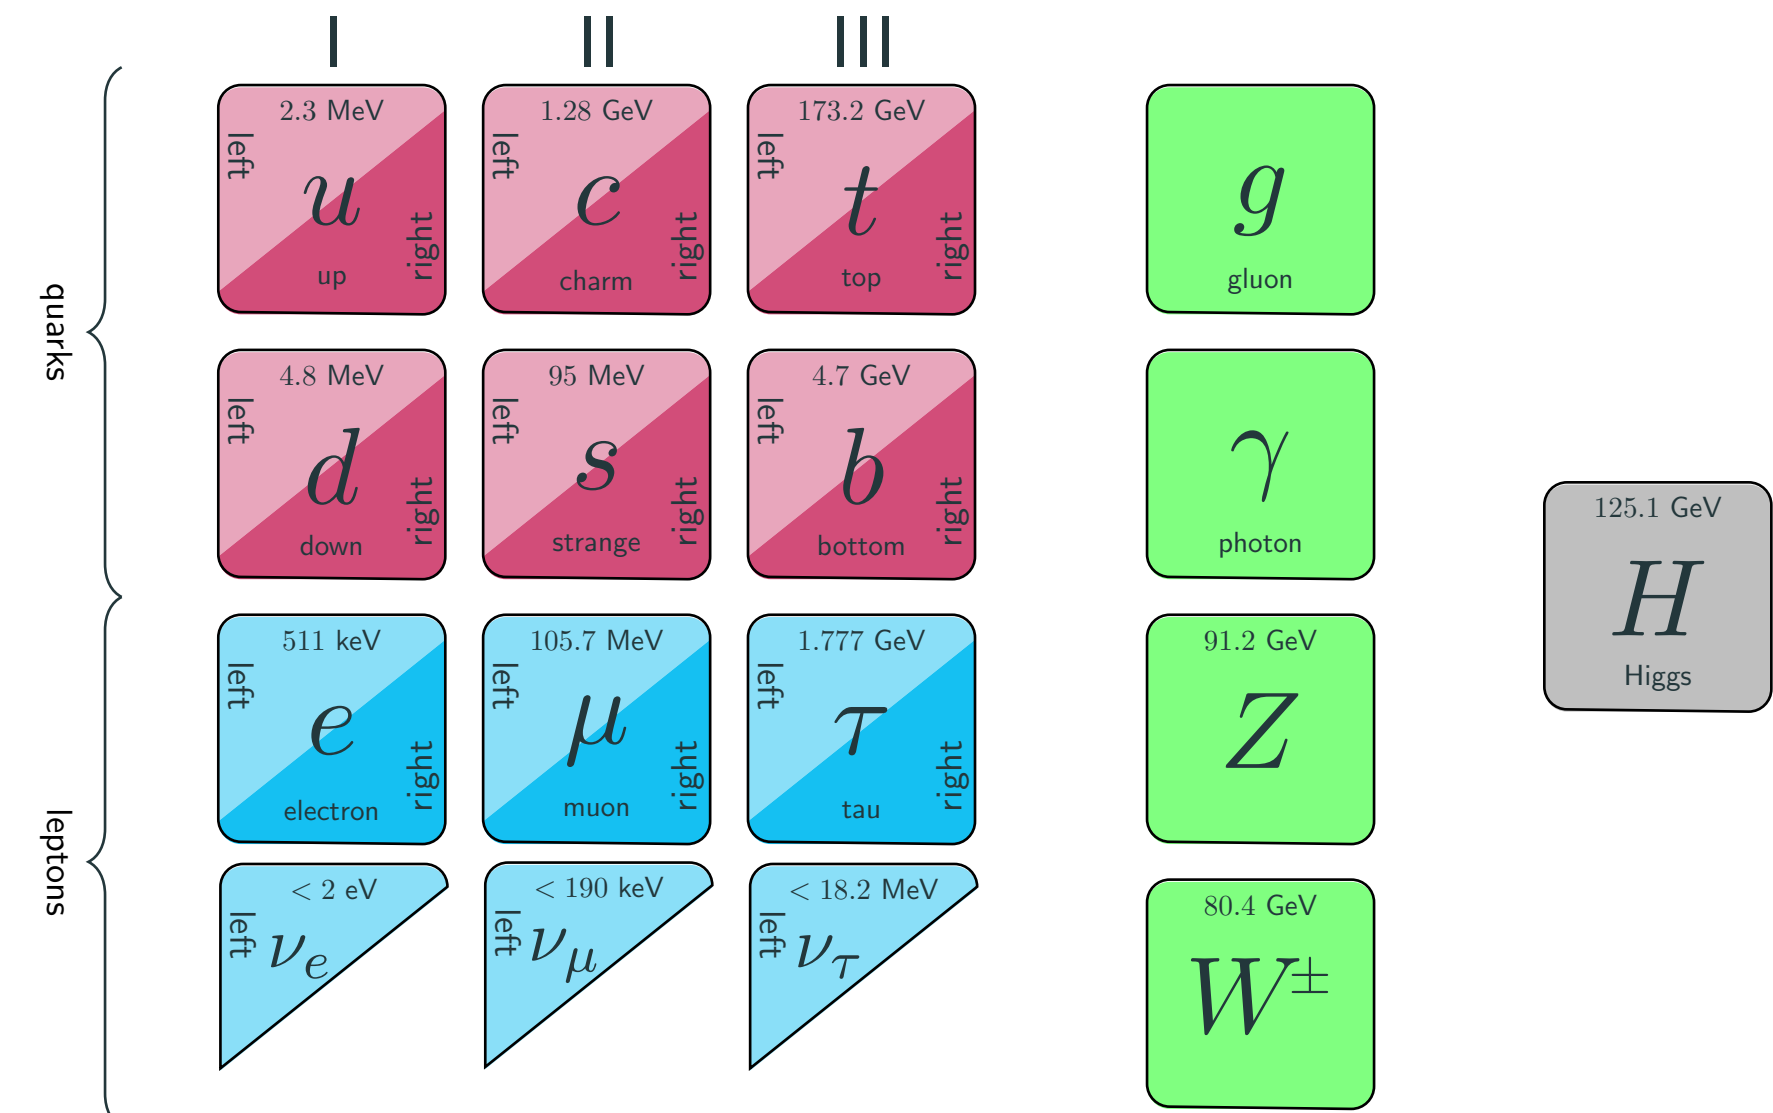 I II III
quarks
2.3 MeV
left
u
right
up
1.28 GeV
left
c
right
charm
173.2 GeV
left
t
right
top
g
gluon
4.8 MeV
left
d
right
down
95 MeV
left
s
right
strange
4.7 GeV
left
b
right
bottom
γ
photon
125.1 GeV
H
Higgs
leptons
511 keV
left
e
right
electron
105.7 MeV
left
μ
right
muon
1.777 GeV
left
τ
right
tau
91.2 GeV
Z
< 2 eV
left
νe
< 190 keV
left
νμ
< 18.2 MeV
left
ντ
80.4 GeV
W±